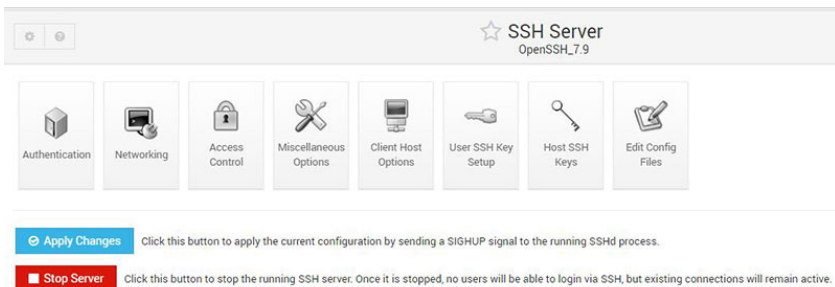 SSH Server
OpenSSH_7.9
Authentication
Networking
Access
Control
Miscellaneous
Options
Client Host
Options
User SSH Key
Setup
Host SSH
Keys
Edit Config
Files
Apply Changes
Click this button to apply the current configuration by sending a SIGHUP signal to the running SSHd process.
Stop Server
Click this button to stop the running SSH server. Once it is stopped, no users will be able to login via SSH, but existing connections will remain active.